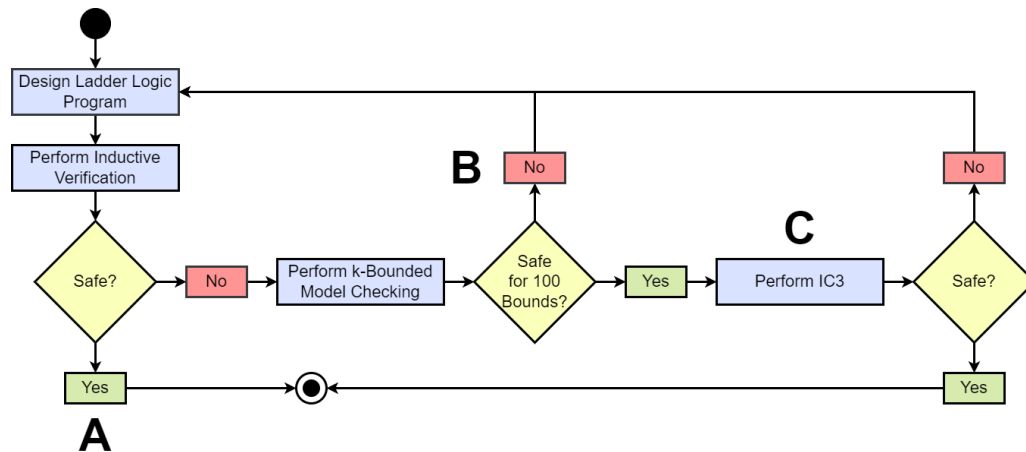 Design Ladder Logic
Program
Perform Inductive
Verification
Safe?
No
Perform k-Bounded
Model Checking
B
No
Safe
for 100
Bounds?
Yes
C
Perform IC3
No
Safe?
Yes
Yes
A